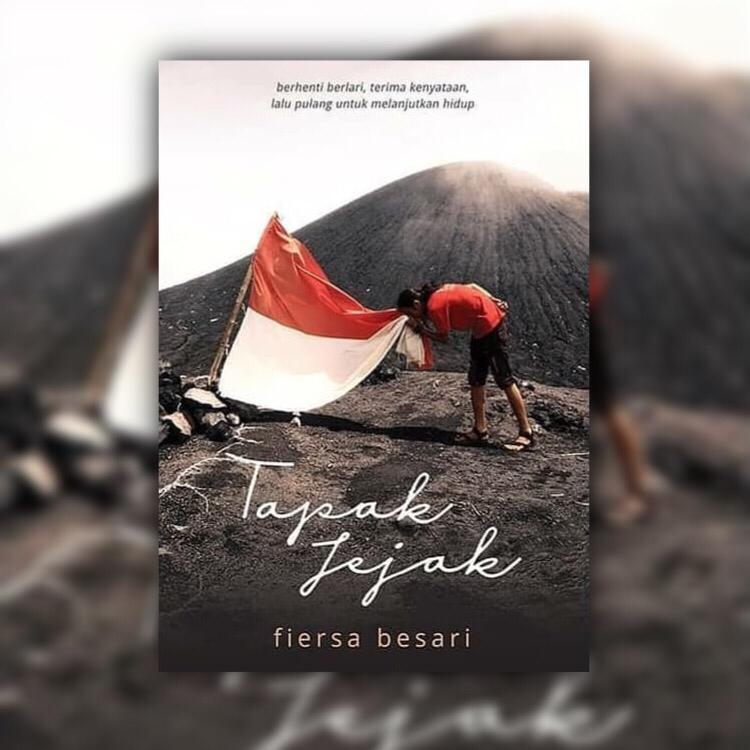 berhenti berlari, terima kenyataan,
lalu pulang untuk melanjutkan hidup
Tapak
Jejak
fiersa besari